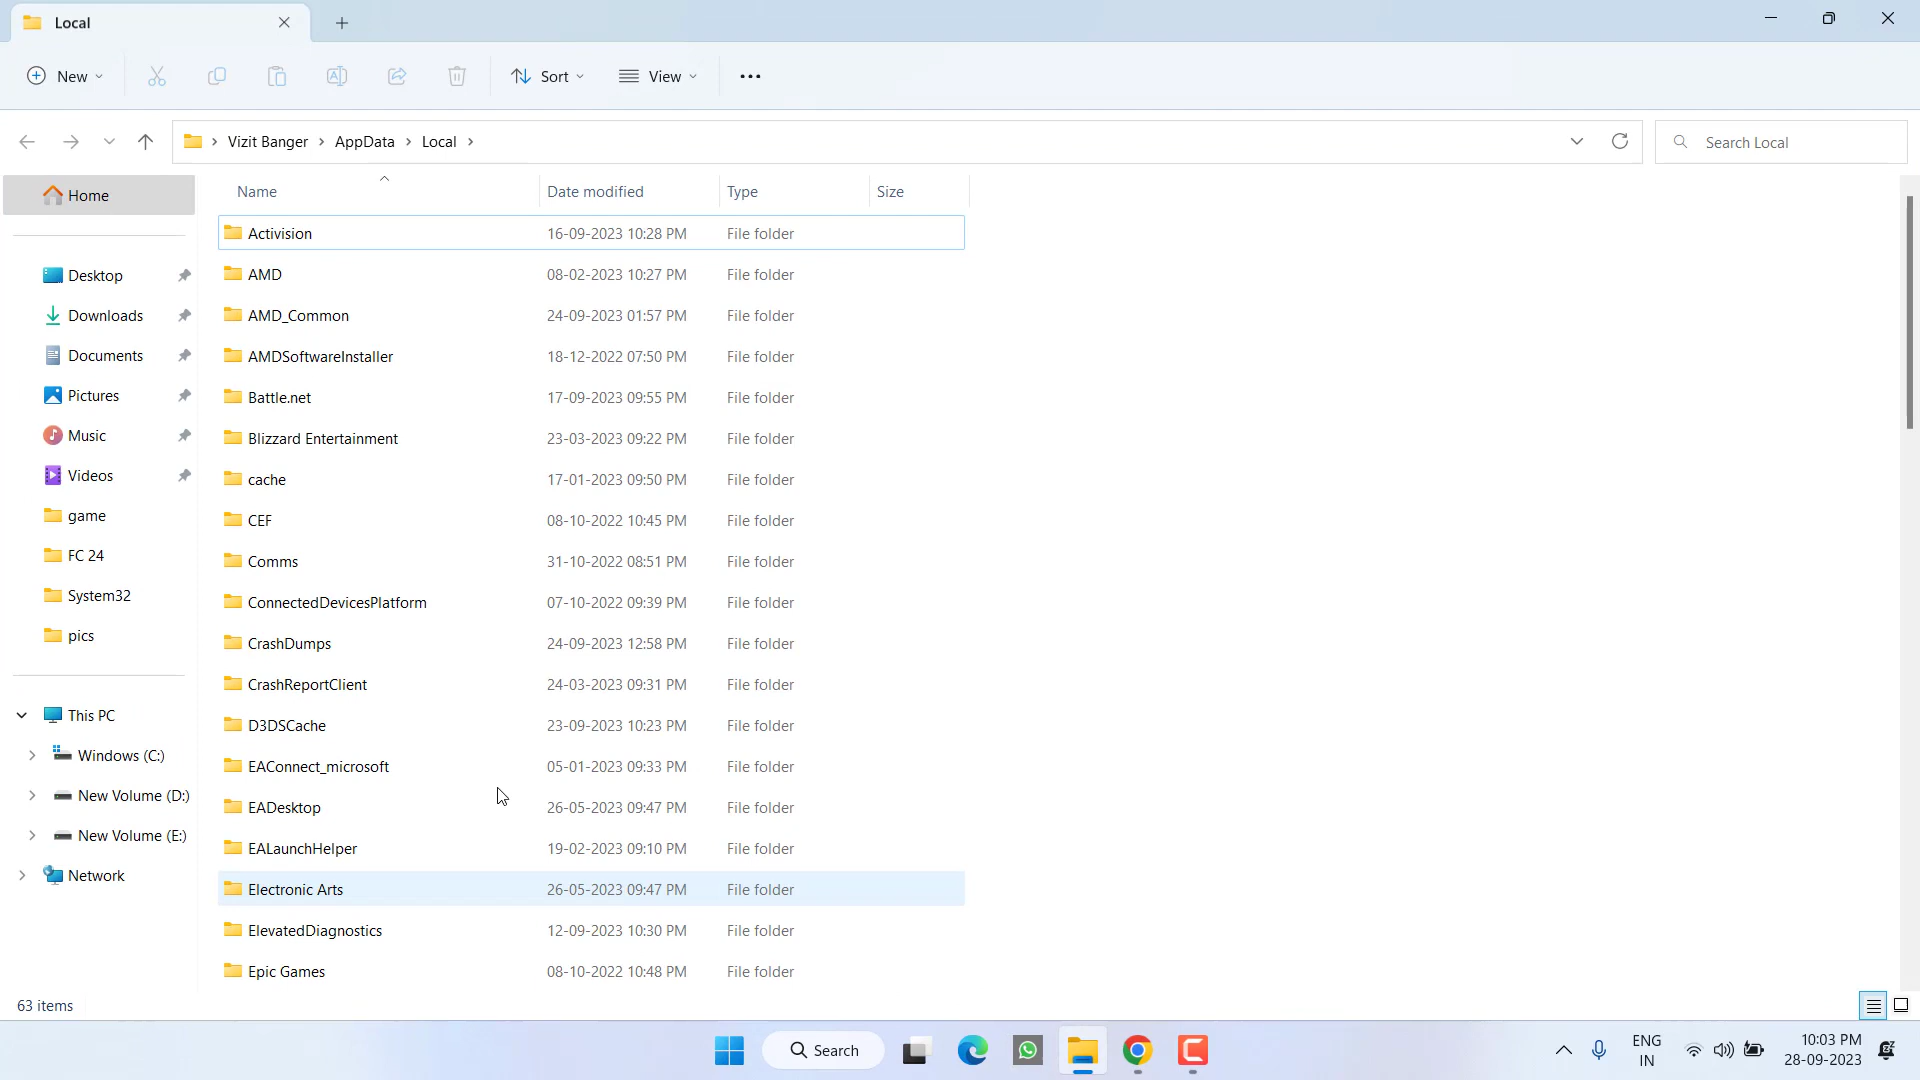 Local
New
Sort
View
Vizit Banger
AppData
Local
Search Local
Name
Date modified
Type
Size
Home
Desktop
Downloads
Documents
Pictures
Music
Videos
game
FC 24
System32
pics
This PC
Windows (C:)
New Volume (D:)
New Volume (E:)
Network
Activision 16-09-2023 10:28 PM File folder
AMD 08-02-2023 10:27 PM File folder
AMD_Common 24-09-2023 01:57 PM File folder
AMDSoftwareInstaller 18-12-2022 07:50 PM File folder
Battle.net 17-09-2023 09:55 PM File folder
Blizzard Entertainment 23-03-2023 09:22 PM File folder
cache 17-01-2023 09:50 PM File folder
CEF 08-10-2022 10:45 PM File folder
Comms 31-10-2022 08:51 PM File folder
ConnectedDevicesPlatform 07-10-2022 09:39 PM File folder
CrashDumps 24-09-2023 12:58 PM File folder
CrashReportClient 24-03-2023 09:31 PM File folder
D3DSCache 23-09-2023 10:23 PM File folder
EAConnect_microsoft 05-01-2023 09:33 PM File folder
EADesktop 26-05-2023 09:47 PM File folder
EALaunchHelper 19-02-2023 09:10 PM File folder
Electronic Arts 26-05-2023 09:47 PM File folder
ElevatedDiagnostics 12-09-2023 10:30 PM File folder
Epic Games 08-10-2022 10:48 PM File folder
63 items
Search
ENG
IN
10:03 PM
28-09-2023